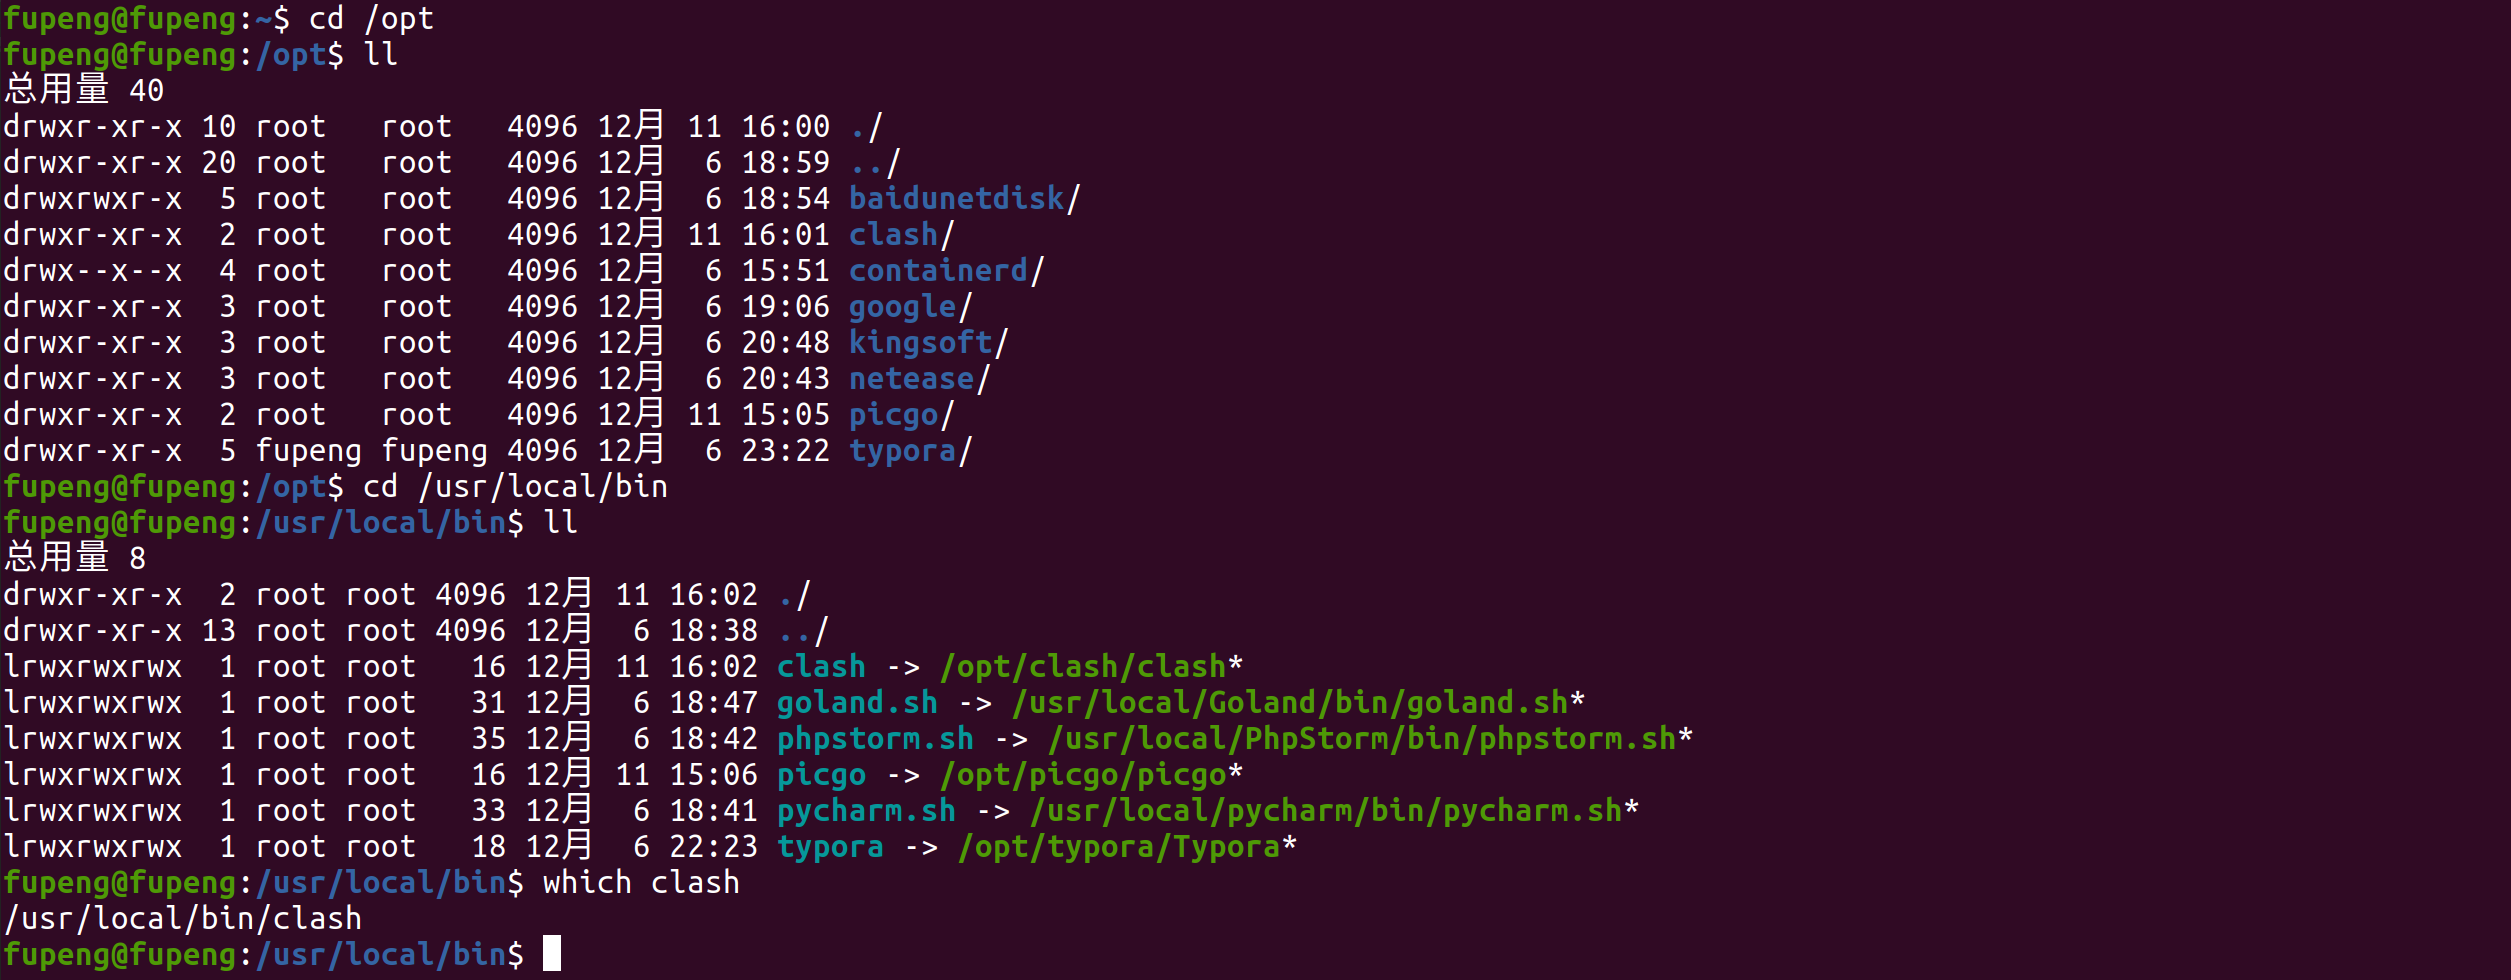 fupeng@fupeng:~$ cd /opt
fupeng@fupeng:/opt$ ll
总用量 40
drwxr-xr-x 10 root   root   4096 12月 11 16:00 ./
drwxr-xr-x 20 root   root   4096 12月  6 18:59 ../
drwxrwxr-x  5 root   root   4096 12月  6 18:54 baidunetdisk/
drwxr-xr-x  2 root   root   4096 12月 11 16:01 clash/
drwx--x--x  4 root   root   4096 12月  6 15:51 containerd/
drwxr-xr-x  3 root   root   4096 12月  6 19:06 google/
drwxr-xr-x  3 root   root   4096 12月  6 20:48 kingsoft/
drwxr-xr-x  3 root   root   4096 12月  6 20:43 netease/
drwxr-xr-x  2 root   root   4096 12月 11 15:05 picgo/
drwxr-xr-x  5 fupeng fupeng 4096 12月  6 23:22 typora/
fupeng@fupeng:/opt$ cd /usr/local/bin
fupeng@fupeng:/usr/local/bin$ ll
总用量 8
drwxr-xr-x  2 root root 4096 12月 11 16:02 ./
drwxr-xr-x 13 root root 4096 12月  6 18:38 ../
lrwxrwxrwx  1 root root   16 12月 11 16:02 clash -> /opt/clash/clash*
lrwxrwxrwx  1 root root   31 12月  6 18:47 goland.sh -> /usr/local/Goland/bin/goland.sh*
lrwxrwxrwx  1 root root   35 12月  6 18:42 phpstorm.sh -> /usr/local/PhpStorm/bin/phpstorm.sh*
lrwxrwxrwx  1 root root   16 12月 11 15:06 picgo -> /opt/picgo/picgo*
lrwxrwxrwx  1 root root   33 12月  6 18:41 pycharm.sh -> /usr/local/pycharm/bin/pycharm.sh*
lrwxrwxrwx  1 root root   18 12月  6 22:23 typora -> /opt/typora/Typora*
fupeng@fupeng:/usr/local/bin$ which clash
/usr/local/bin/clash
fupeng@fupeng:/usr/local/bin$